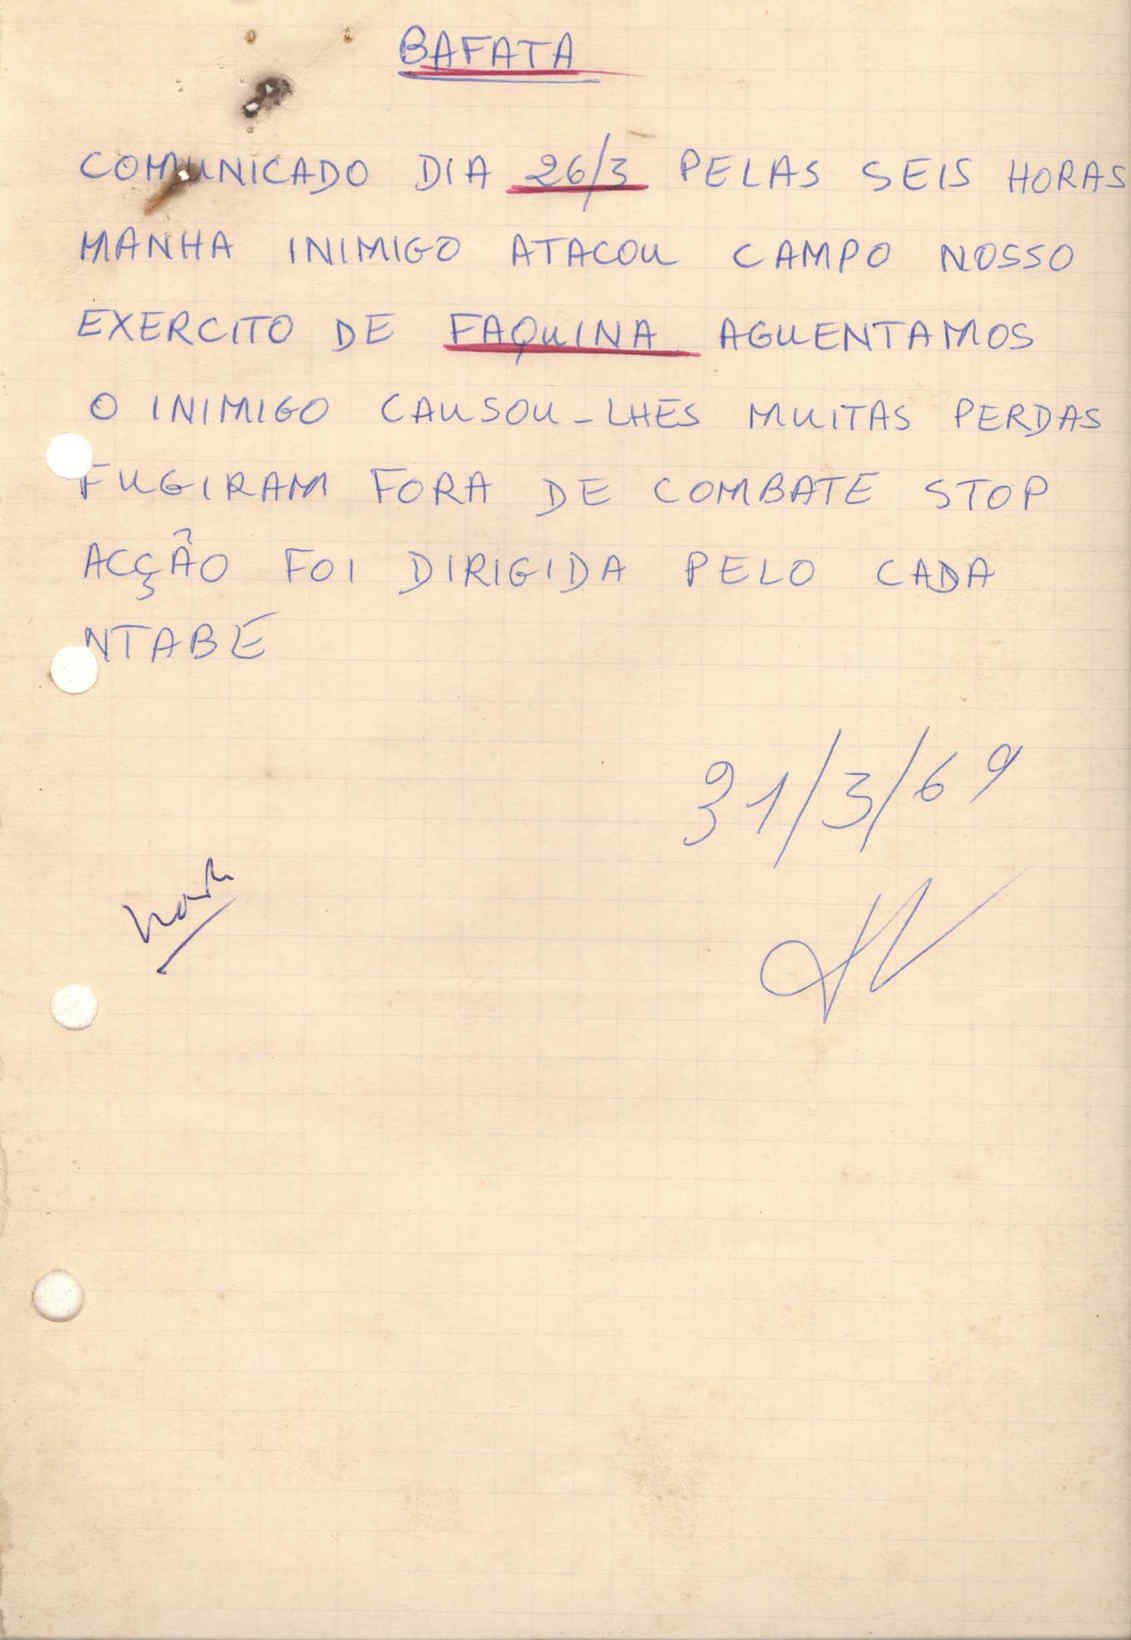 BAFATA
COMUNICADO DIA 26/3 PELAS SEIS HORAS
MANHA INIMIGO ATACOU CAMPO NOSSO
EXERCITO DE FAQUINA AGUENTAMOS
O INIMIGO CAUSOU-LHES MUITAS PERDAS
FUGIRAM FORA DE COMBATE STOP
ACÇÃO FOI DIRIGIDA PELO CADA
NTABE
31/3/69